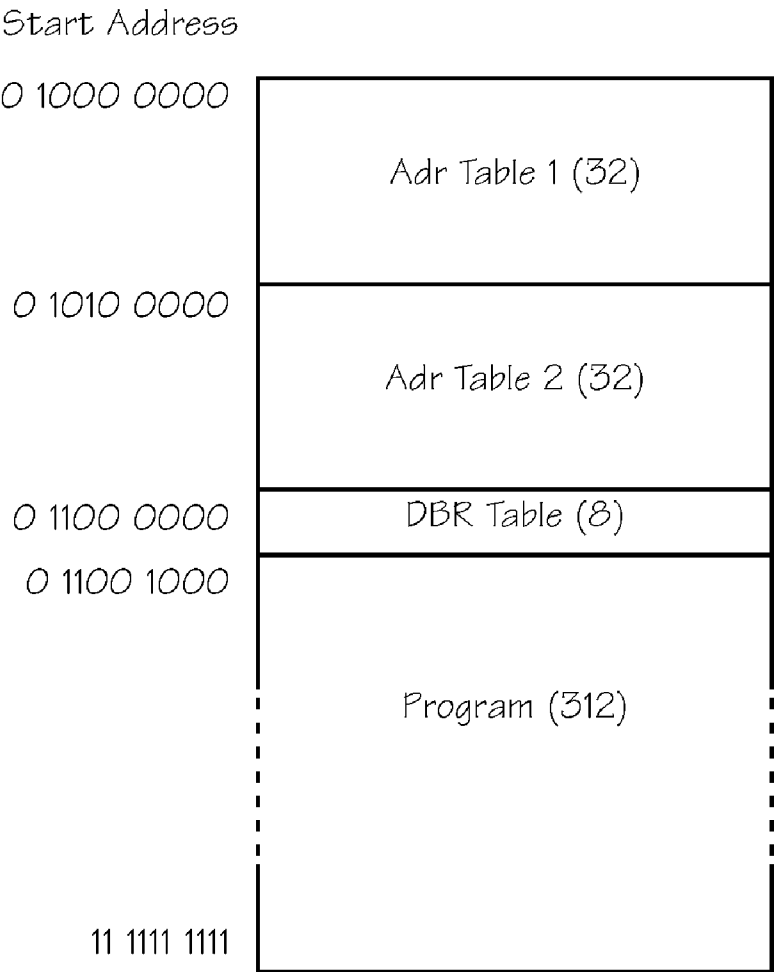 Start Address
0 1000 0000
Adr Table 1 (32)
0 1010 0000
Adr Table 2 (32)
0 1100 0000
DBR Table (8)
0 1100 1000
Program (312)
11 1111 1111